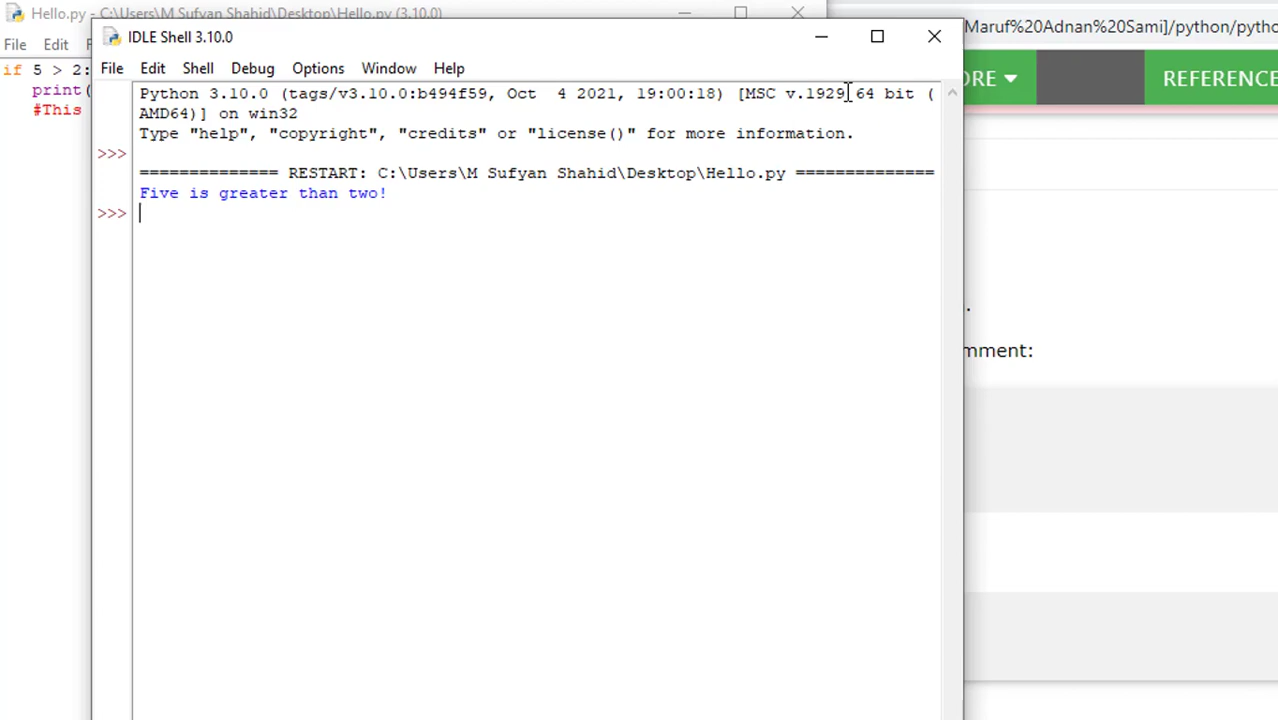 Hello.py - C:\Users\M Sufyan Shahid\Desktop\Hello.py (3.10.0)
File Edit
if 5 > 2:
print(
#This
IDLE Shell 3.10.0
File Edit Shell Debug Options Window Help
Python 3.10.0 (tags/v3.10.0:b494f59, Oct  4 2021, 19:00:18) [MSC v.1929 64 bit (
AMD64)] on win32
Type "help", "copyright", "credits" or "license()" for more information.
>>>
============== RESTART: C:\Users\M Sufyan Shahid\Desktop\Hello.py ==============
Five is greater than two!
>>>
Maruf%20Adnan%20Sami]/python/pytho
ORE REFERENCE
.
mment: